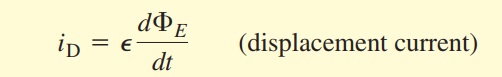 i_D = ϵ dΦ_E/dt (displacement current)